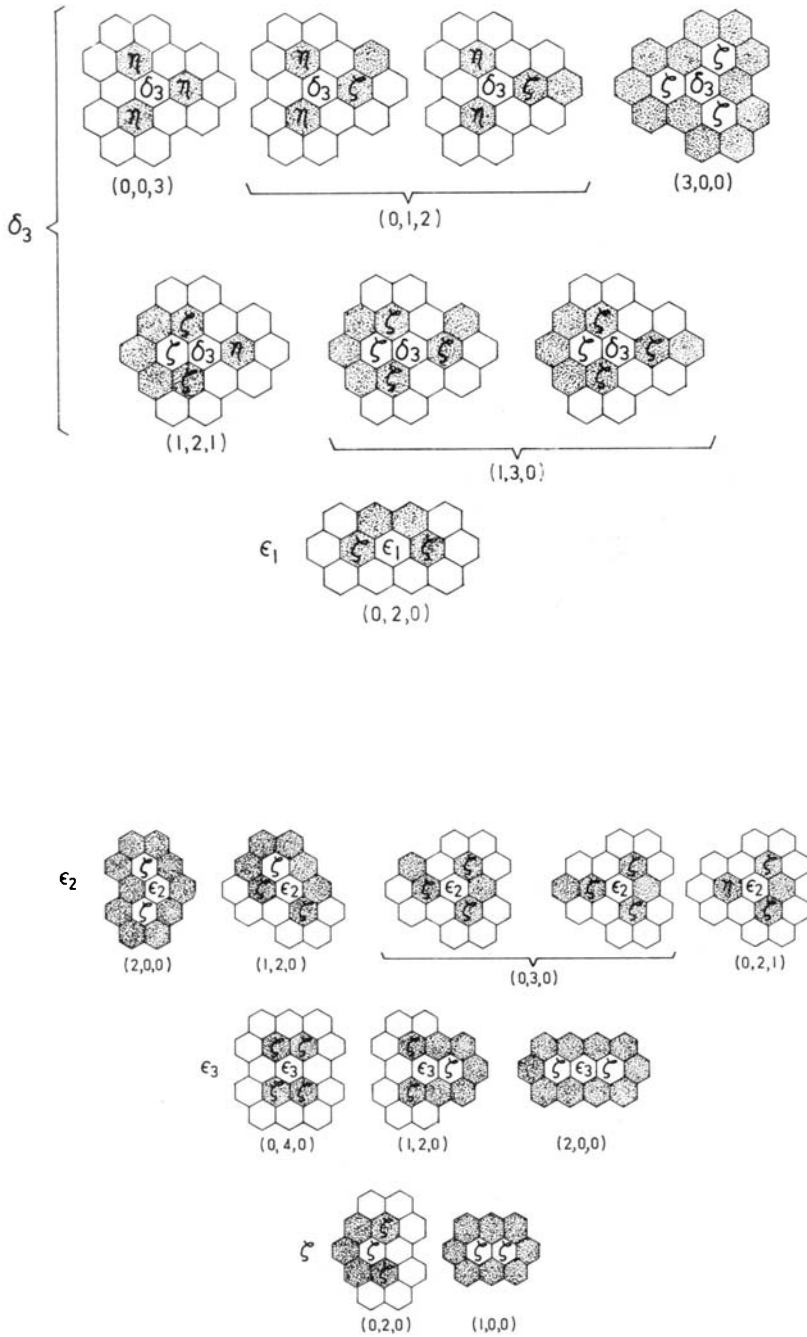 η η ζ
δ3 η δ3 ζ δ3 ζ ζ δ3
η η η ζ
(0,0,3) (0,1,2) (3,0,0)
δ3
ζ ζ ζ
ζ δ3 η ζ δ3 ζ ζ δ3 ζ
ζ ζ ζ
(1,2,1) (1,3,0)
ϵ1 ζ ϵ1 ζ
(0,2,0)
ζ ζ ζ ζ ζ
ϵ2 ϵ2 ζ ϵ2 ζ ϵ2 ζ ϵ2 η ϵ2
ζ ζ ζ ζ ζ
(2,0,0) (1,2,0) (0,3,0) (0,2,1)
ζ ζ ζ
ϵ3 ϵ3 ϵ3 ζ ζ ϵ3 ζ
ζ ζ ζ
(0,4,0) (1,2,0) (2,0,0)
ζ
ζ ζ ζ ζ
ζ
(0,2,0) (1,0,0)